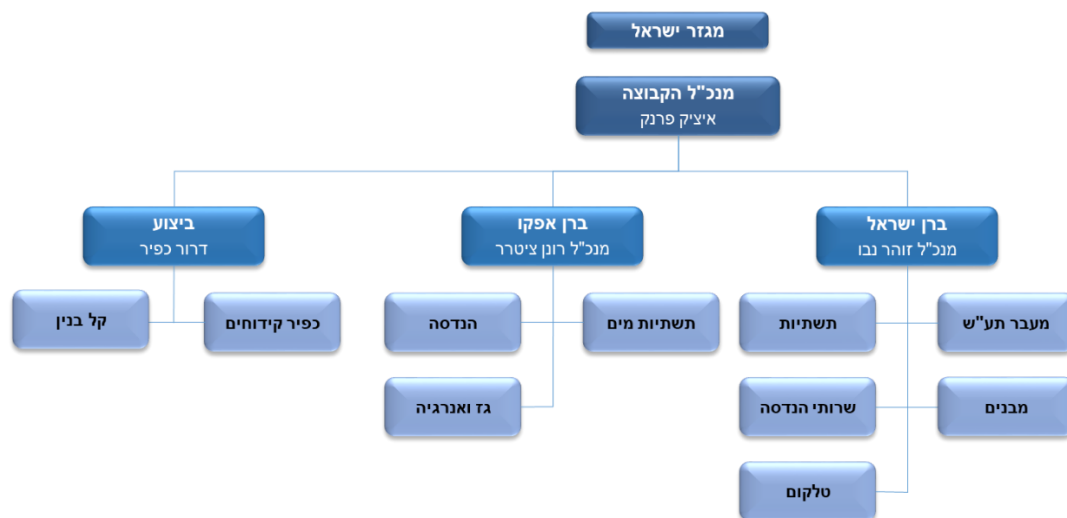 מגזר ישראל
מנכ"ל הקבוצה
איציק פרנק
ברן ישראל
מנכ"ל זוהר נבו
ברן אפקו
מנכ"ל רונן ציטרר
ביצוע
דרור כפיר
מעבר תע"ש
תשתיות
מבנים
שרותי הנדסה
טלקום
תשתיות מים
הנדסה
גז ואנרגיה
כפיר קידוחים
קל בנין